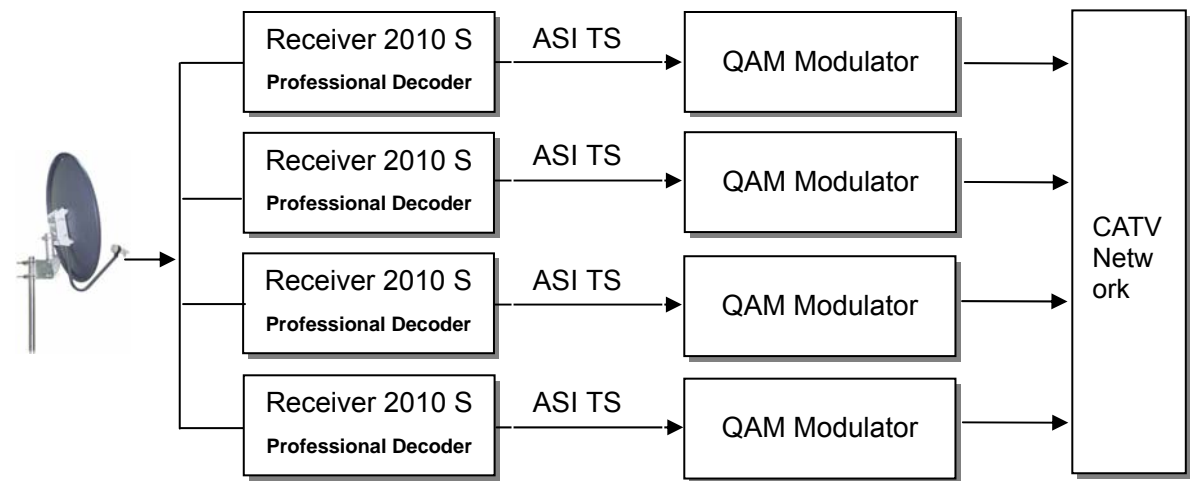 Receiver 2010 S
Professional Decoder
ASI TS
QAM Modulator
Receiver 2010 S
Professional Decoder
ASI TS
QAM Modulator
Receiver 2010 S
Professional Decoder
ASI TS
QAM Modulator
Receiver 2010 S
Professional Decoder
ASI TS
QAM Modulator
CATV
Netw
ork